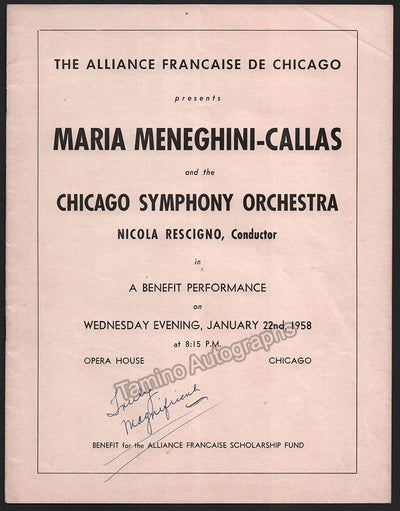 THE ALLIANCE FRANCAISE DE CHICAGO
presents
MARIA MENEGHINI-CALLAS
and the
CHICAGO SYMPHONY ORCHESTRA
NICOLA RESCIGNO, Conductor
in
A BENEFIT PERFORMANCE
on
WEDNESDAY EVENING, JANUARY 22nd, 1958
at 8:15 P.M.
OPERA HOUSE CHICAGO
Tamino Autographs
Truly
Magnificent
BENEFIT for the ALLIANCE FRANCAISE SCHOLARSHIP FUND